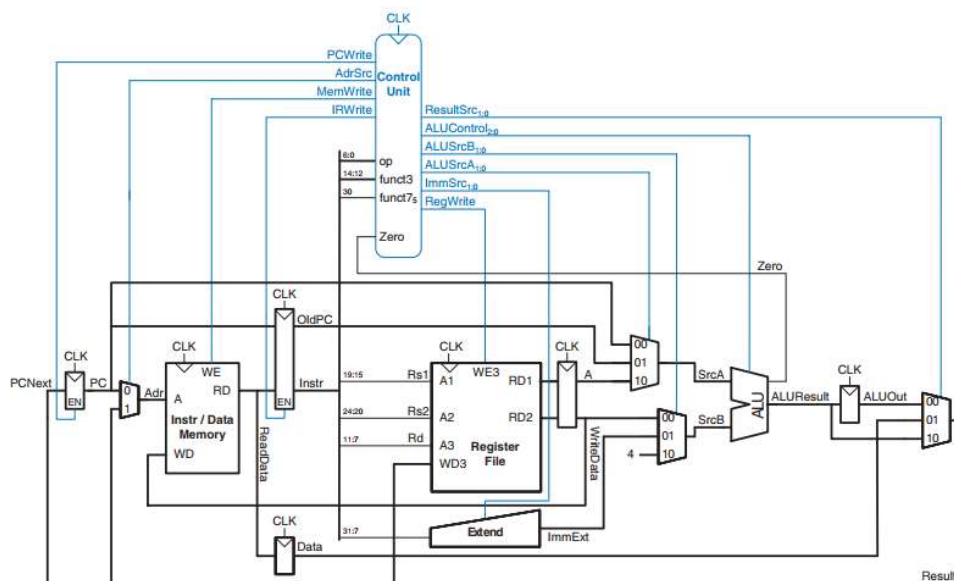 CLK
PCWrite
AdrSrc
MemWrite
IRWrite
Control
Unit
ResultSrc1:0
ALUControl2:0
ALUSrcB1:0
ALUSrcA1:0
ImmSrc1:0
RegWrite
6:0
op
14:12
funct3
30
funct75
Zero
Zero
CLK
OldPC
CLK
PCNext
PC
EN
0
1
Adr
CLK
WE
A
RD
Instr / Data
Memory
WD
ReadData
EN
Instr
19:15
Rs1
24:20
Rs2
11:7
Rd
CLK
WE3
A1
RD1
A2
RD2
A3
WD3
Register
File
CLK
A
WriteData
00
01
10
SrcA
00
01
10
4
SrcB
ALU
ALUResult
CLK
ALUOut
00
01
10
31:7
Extend
ImmExt
CLK
Data
Result